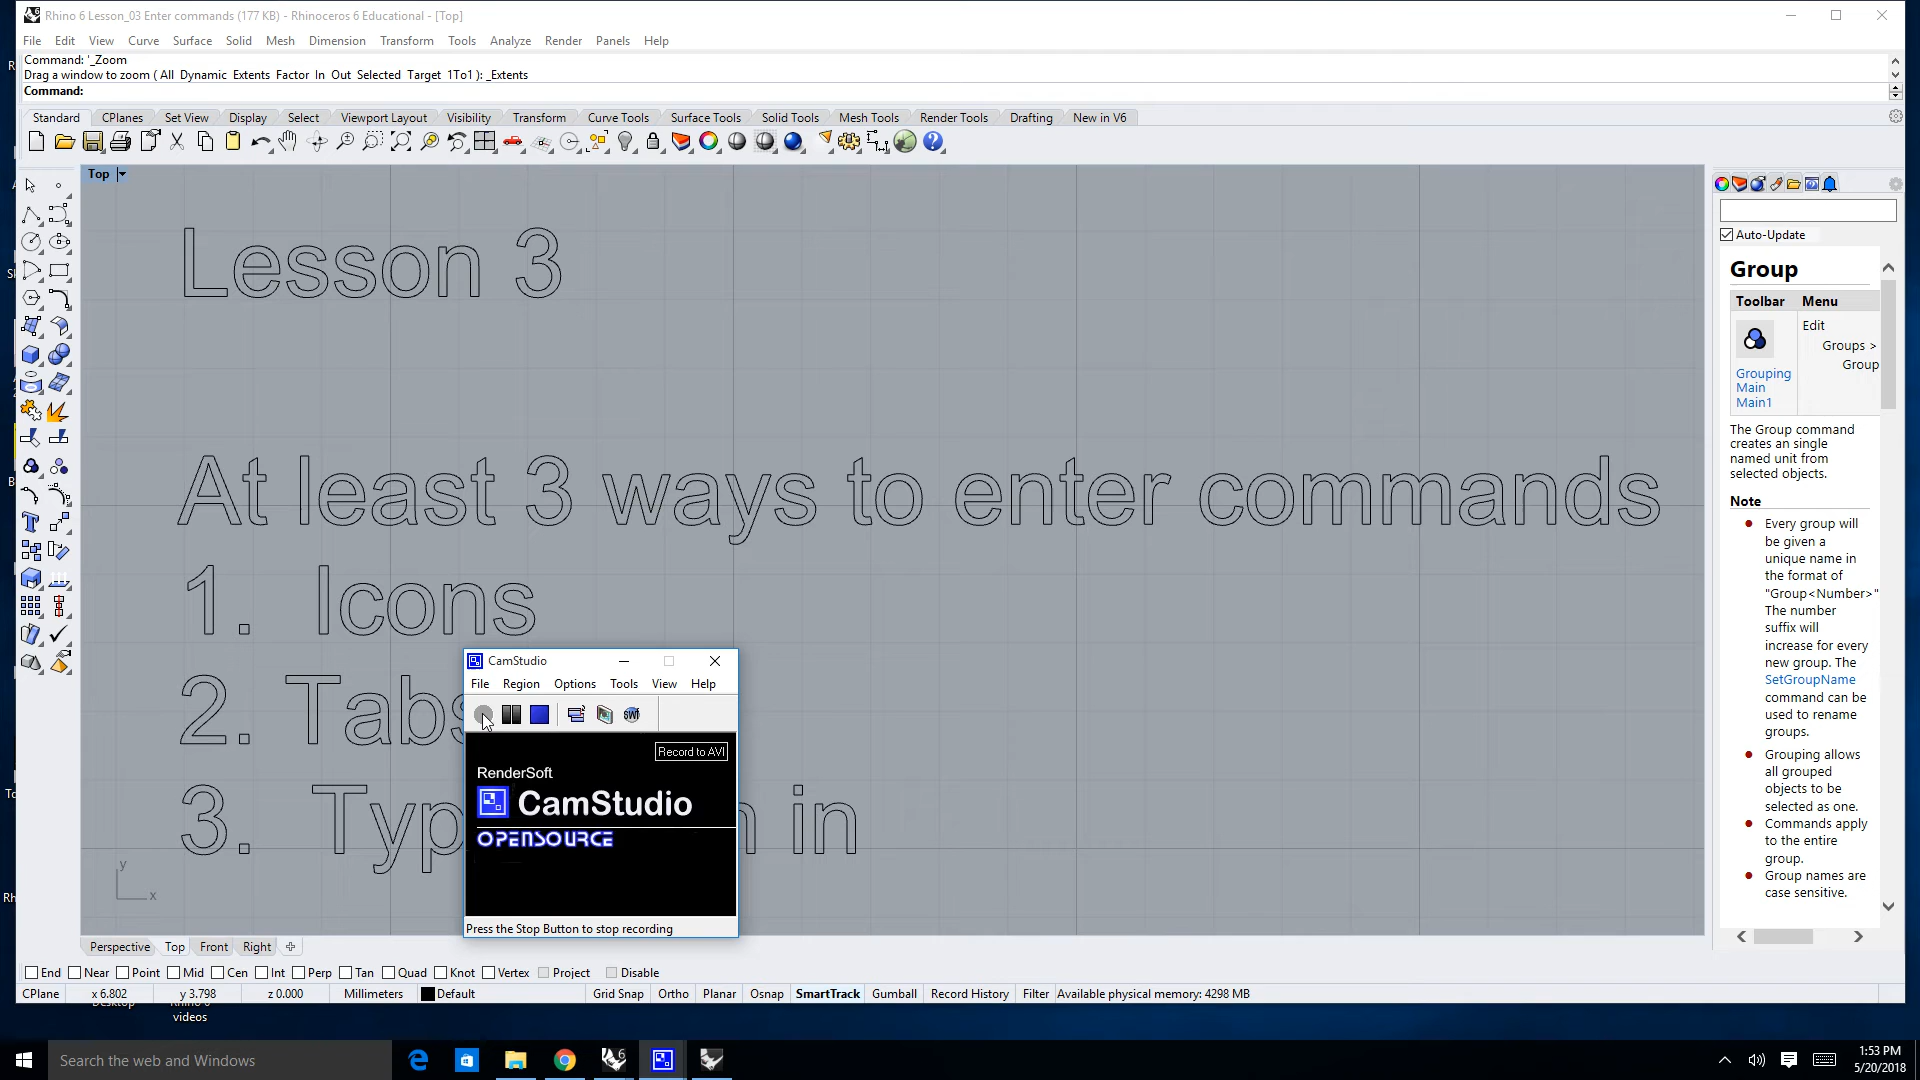 Rhino 6 Lesson_03 Enter commands (177 KB) - Rhinoceros 6 Educational - [Top]
File Edit View Curve Surface Solid Mesh Dimension Transform Tools Analyze Render Panels Help
Command: '_Zoom
Drag a window to zoom ( All Dynamic Extents Factor In Out Selected Target 1To1 ): _Extents
Command:
Standard CPlanes Set View Display Select Viewport Layout Visibility Transform Curve Tools Surface Tools Solid Tools Mesh Tools Render Tools Drafting New in V6
Top
Lesson 3
At least 3 ways to enter commands
1. Icons
2. Tabs
3. Typ in
CamStudio
File Region Options Tools View Help
Record to AVI
RenderSoft
CamStudio
OPENSOURCE
Press the Stop Button to stop recording
y
x
Auto-Update
Group
Toolbar Menu
Edit
Groups >
Group
Grouping
Main
Main1
The Group command
creates an single
named unit from
selected objects.
Note
Every group will
be given a
unique name in
the format of
"Group<Number>"
The number
suffix will
increase for every
new group. The
SetGroupName
command can be
used to rename
groups.
Grouping allows
all grouped
objects to be
selected as one.
Commands apply
to the entire
group.
Group names are
case sensitive.
Perspective Top Front Right
End Near Point Mid Cen Int Perp Tan Quad Knot Vertex Project Disable
CPlane x 6.802 y 3.798 z 0.000 Millimeters Default Grid Snap Ortho Planar Osnap SmartTrack Gumball Record History Filter Available physical memory: 4298 MB
videos
Search the web and Windows
1:53 PM
5/20/2018